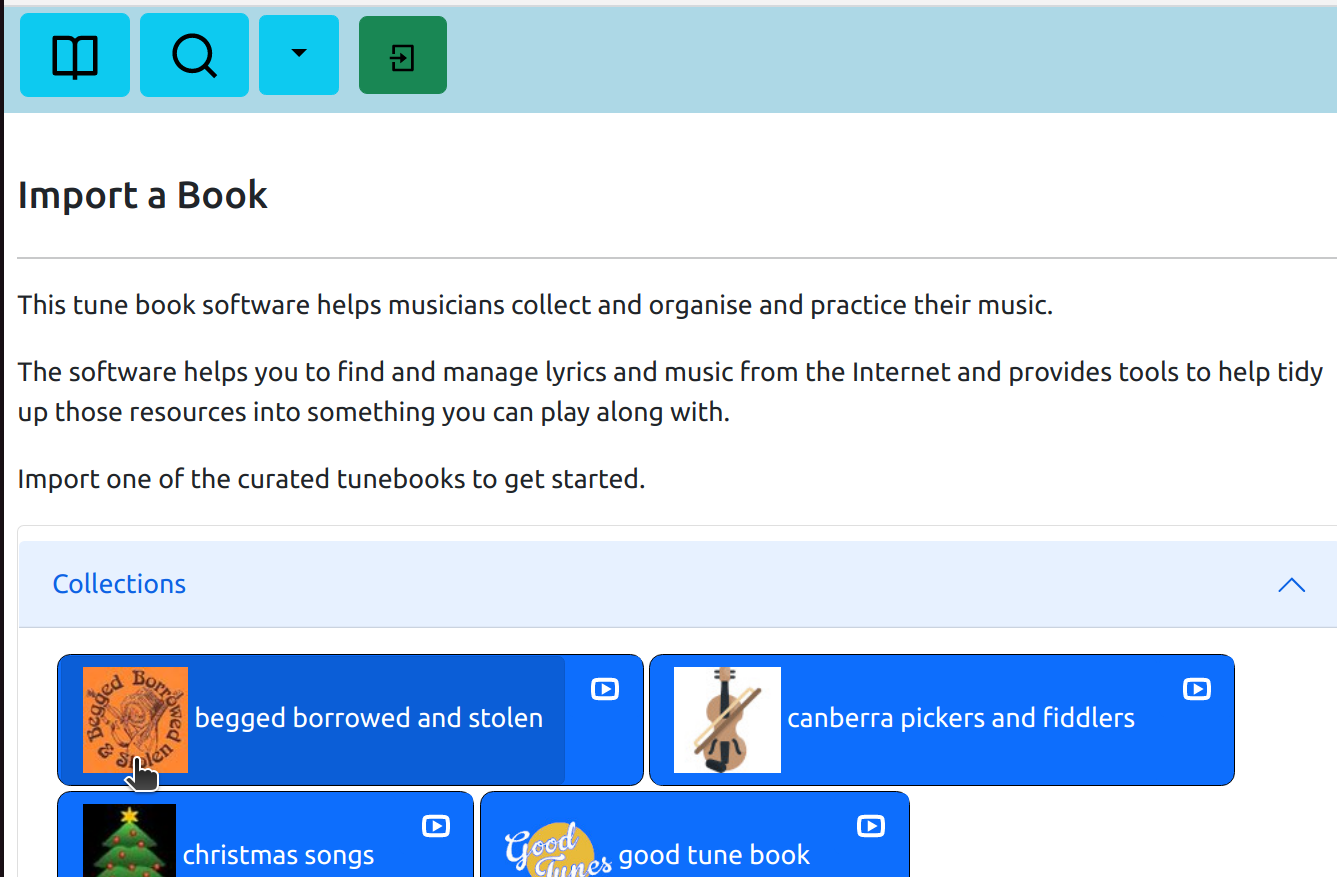 Import a Book
This tune book software helps musicians collect and organise and practice their music.
The software helps you to find and manage lyrics and music from the Internet and provides tools to help tidy
up those resources into something you can play along with.
Import one of the curated tunebooks to get started.
Collections
Begged Borrowed & Stolen
begged borrowed and stolen
canberra pickers and fiddlers
christmas songs
Good Tunes
good tune book